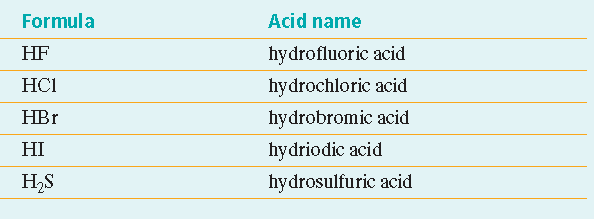 Formula Acid name
HF hydrofluoric acid
HCl hydrochloric acid
HBr hydrobromic acid
HI hydriodic acid
H₂S hydrosulfuric acid